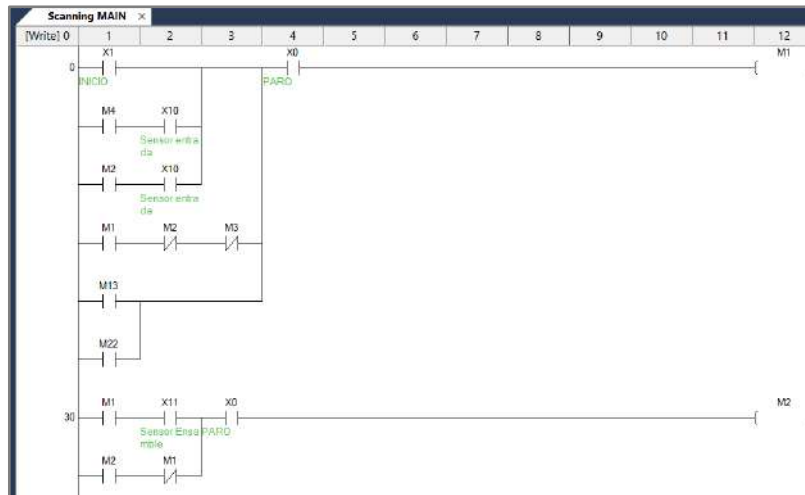 Scanning MAIN ×
[Write] 0 1 2 3 4 5 6 7 8 9 10 11 12
X1 X0 M1
0
INICIO PARO
M4 X10
Sensor entra
da
M2 X10
Sensor entra
da
M1 M2 M3
M13
M22
M1 X11 X0 M2
30
Sensor Ensa PARO
mble
M2 M1